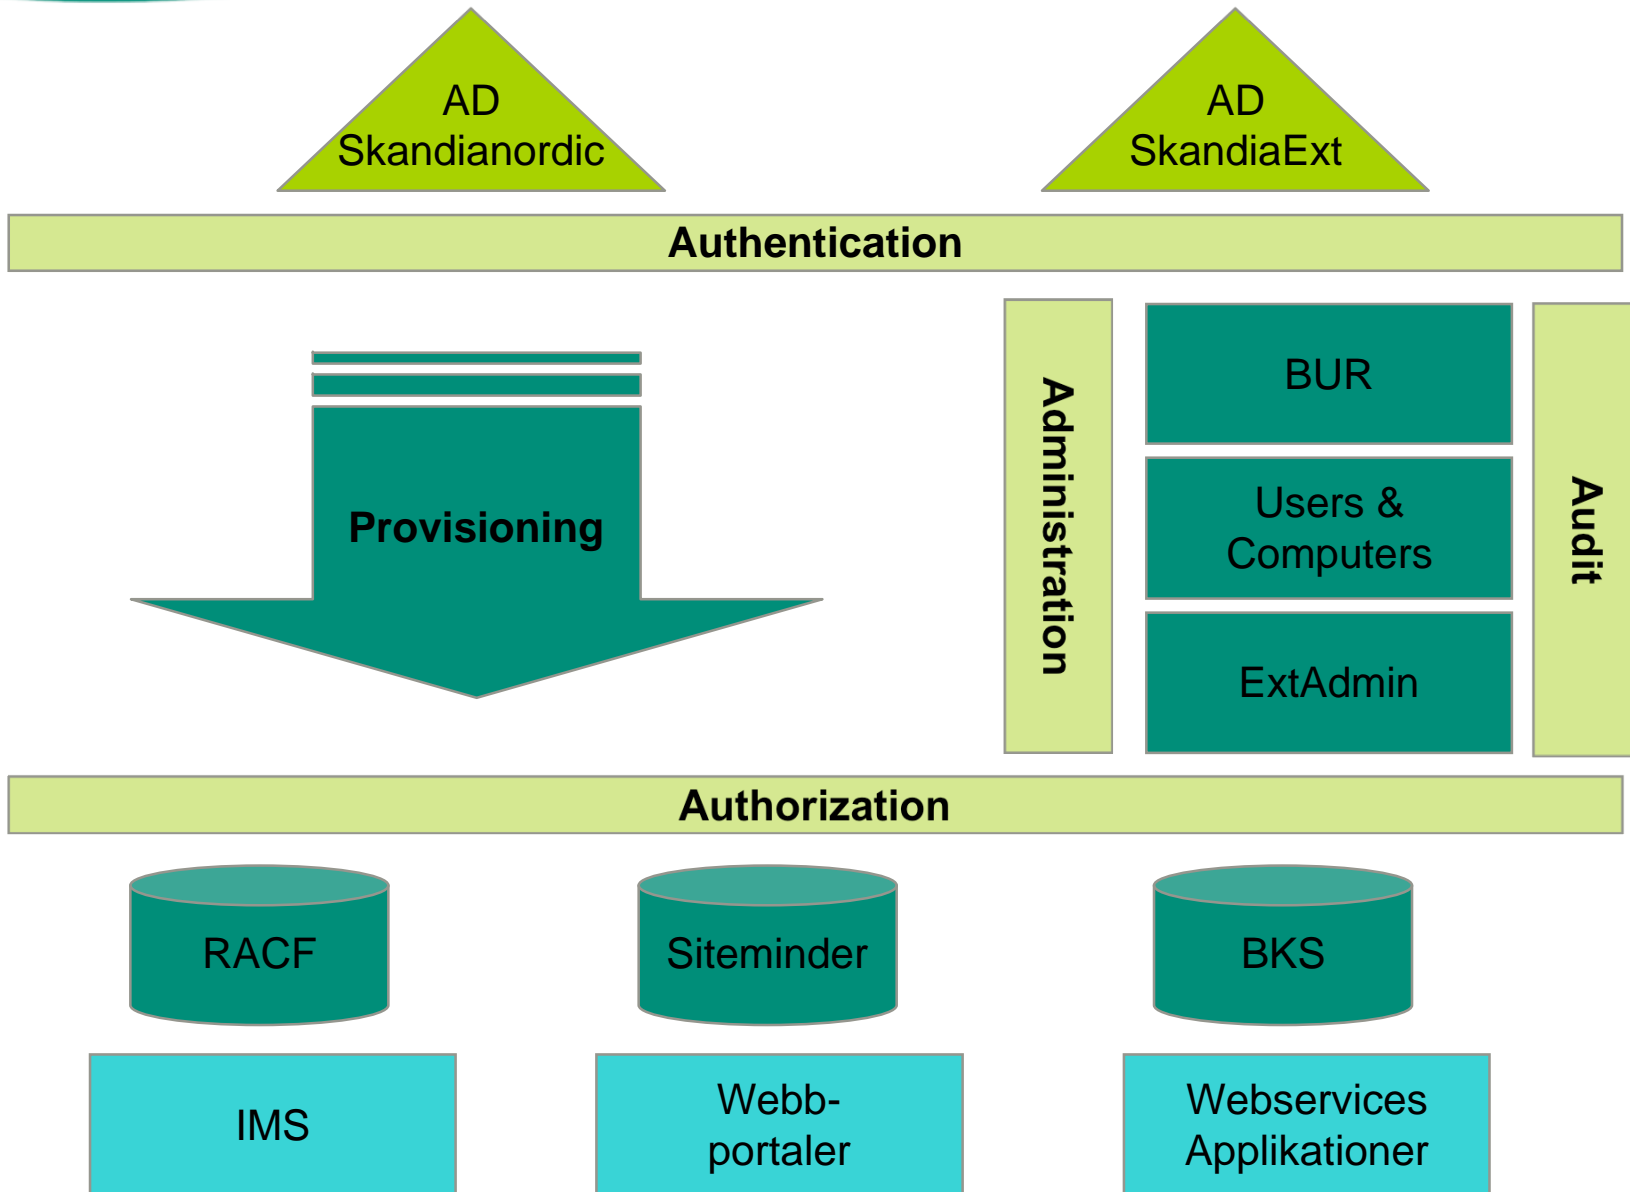 AD
Skandianordic
AD
SkandiaExt
Authentication
Provisioning
Administration
BUR
Users &
Computers
ExtAdmin
Audit
Authorization
RACF
Siteminder
BKS
IMS
Webb-
portaler
Webservices
Applikationer